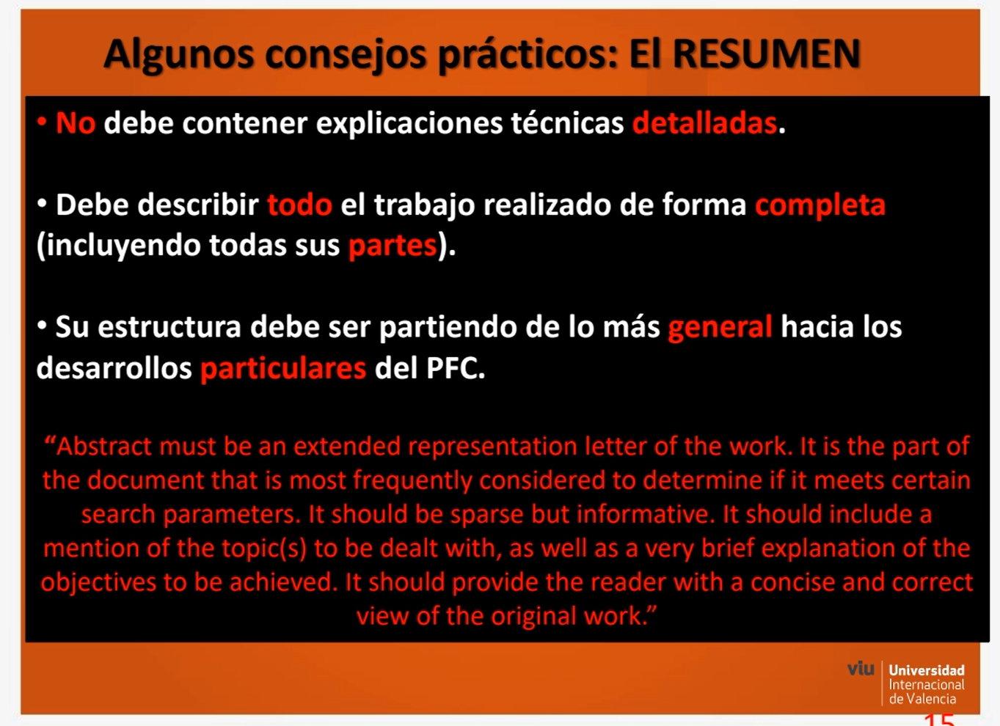 Algunos consejos prácticos: El RESUMEN
• No debe contener explicaciones técnicas detalladas.
• Debe describir todo el trabajo realizado de forma completa
(incluyendo todas sus partes).
• Su estructura debe ser partiendo de lo más general hacia los
desarrollos particulares del PFC.
“Abstract must be an extended representation letter of the work. It is the part of
the document that is most frequently considered to determine if it meets certain
search parameters. It should be sparse but informative. It should include a
mention of the topic(s) to be dealt with, as well as a very brief explanation of the
objectives to be achieved. It should provide the reader with a concise and correct
view of the original work.”
viu
Universidad
Internacional
de Valencia
15